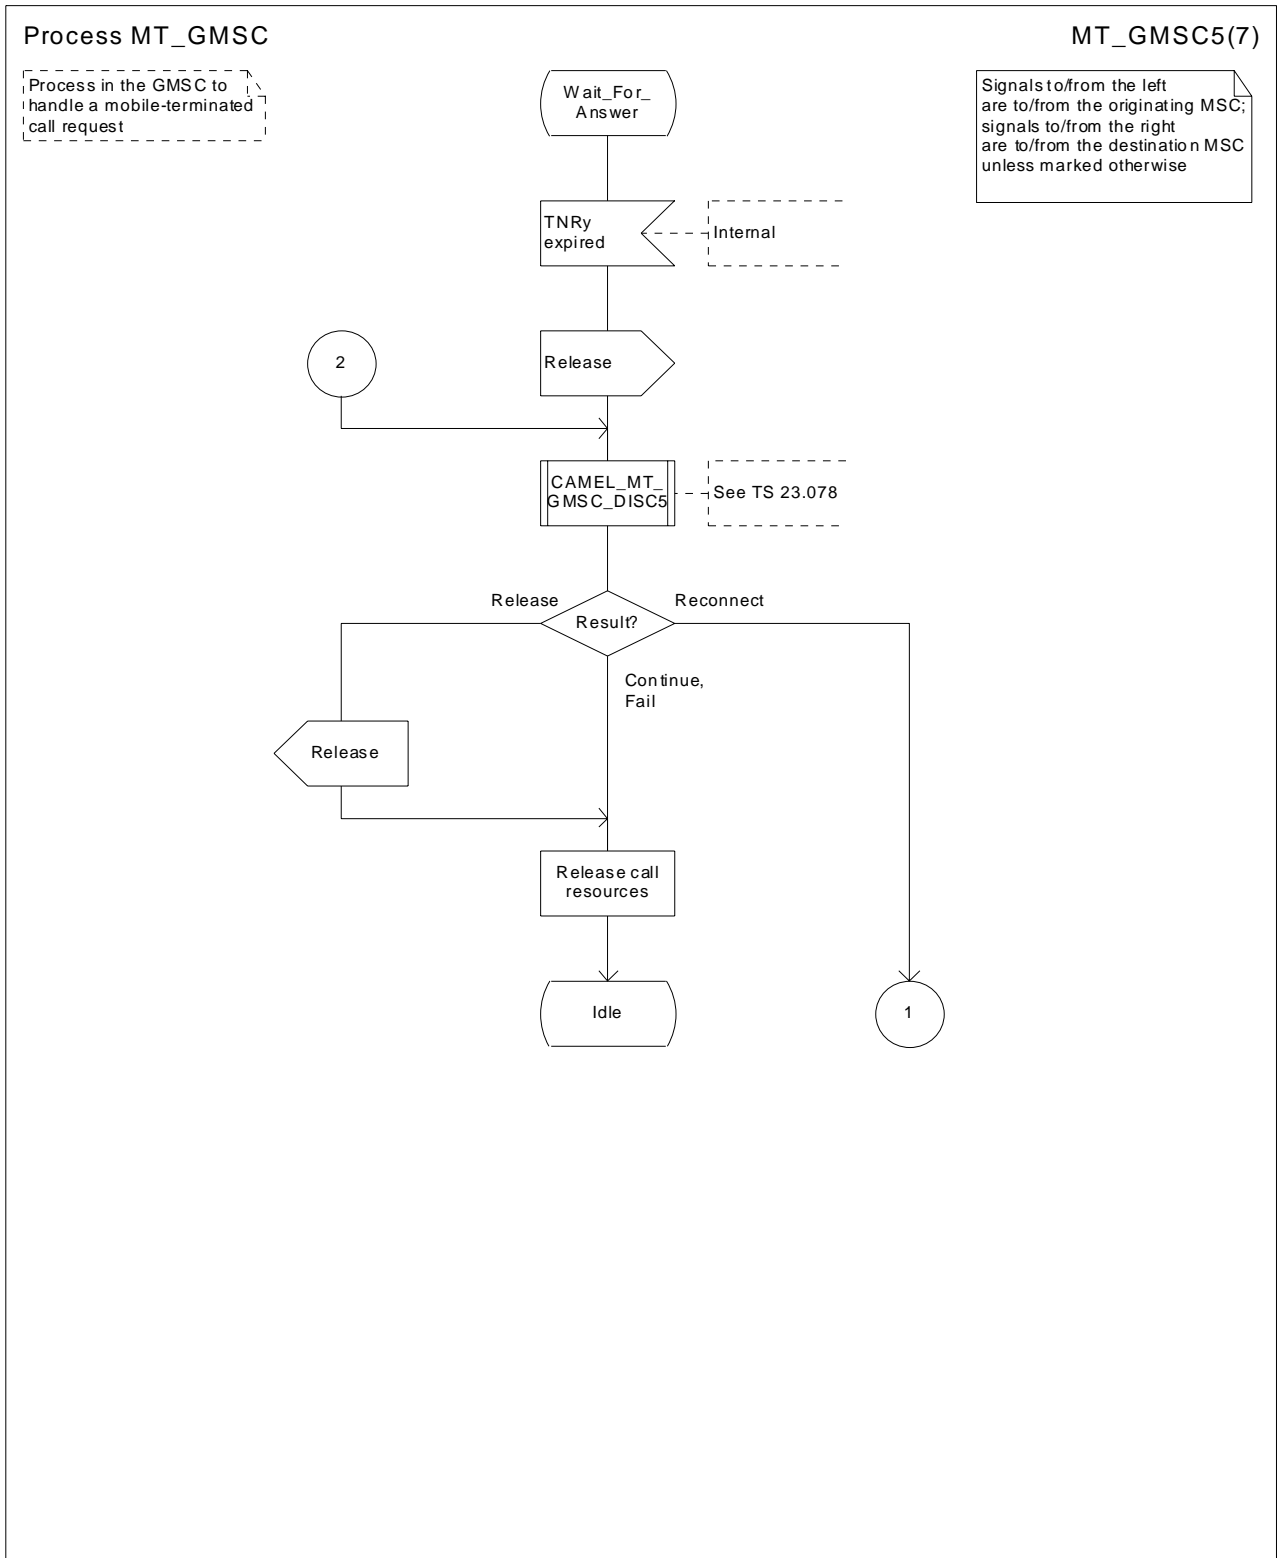 Process MT_GMSC
MT_GMSC5(7)
Process in the GMSC to
handle a mobile-terminated
call request
Wait_For_
Answer
Signals to/from the left
are to/from the originating MSC;
signals to/from the right
are to/from the destination MSC
unless marked otherwise
TNRy
expired
Internal
2
Release
CAMEL_MT_
GMSC_DISC5
See TS 23.078
Release
Result?
Reconnect
Continue,
Fail
Release
Release call
resources
Idle
1